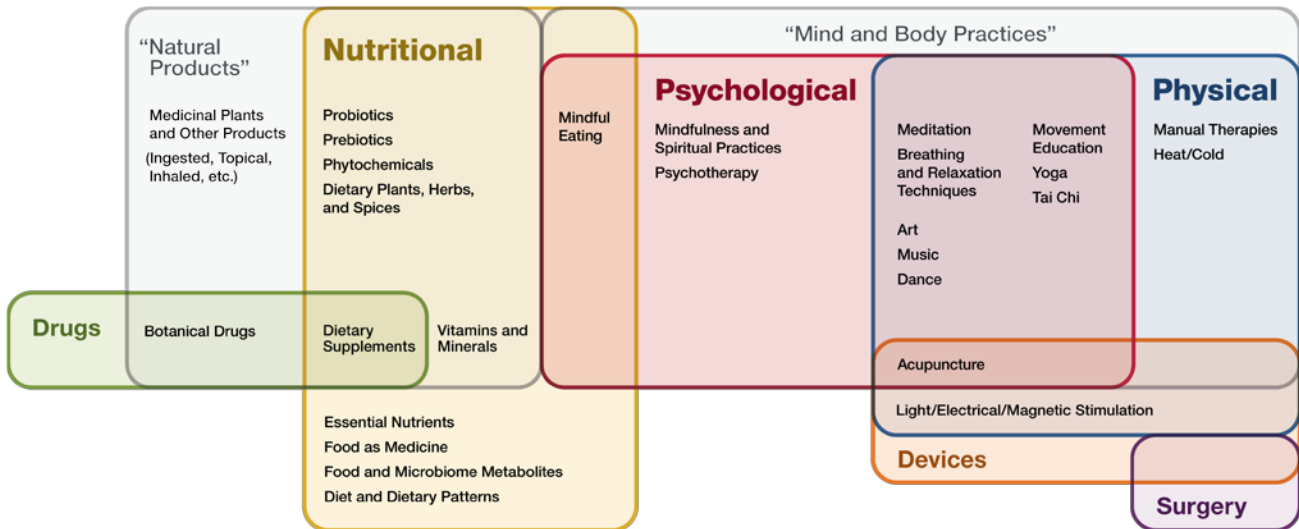 “Natural
Products”
Medicinal Plants
and Other Products
(Ingested, Topical,
Inhaled, etc.)
Nutritional
Probiotics
Prebiotics
Phytochemicals
Dietary Plants, Herbs,
and Spices
“Mind and Body Practices”
Mindful
Eating
Psychological
Mindfulness and
Spiritual Practices
Psychotherapy
Meditation
Breathing
and Relaxation
Techniques
Art
Music
Dance
Movement
Education
Yoga
Tai Chi
Physical
Manual Therapies
Heat/Cold
Drugs
Botanical Drugs
Dietary
Supplements
Vitamins and
Minerals
Acupuncture
Light/Electrical/Magnetic Stimulation
Essential Nutrients
Food as Medicine
Food and Microbiome Metabolites
Diet and Dietary Patterns
Devices
Surgery